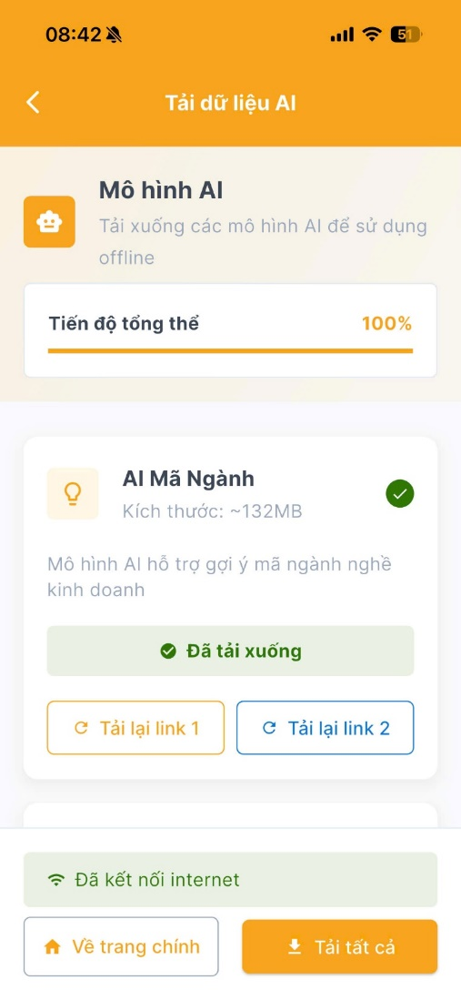 08:42
51
Tải dữ liệu AI
Mô hình AI
Tải xuống các mô hình AI để sử dụng
offline
Tiến độ tổng thể 100%
AI Mã Ngành
Kích thước: ~132MB
Mô hình AI hỗ trợ gợi ý mã ngành nghề
kinh doanh
Đã tải xuống
Tải lại link 1
Tải lại link 2
Đã kết nối internet
Về trang chính
Tải tất cả